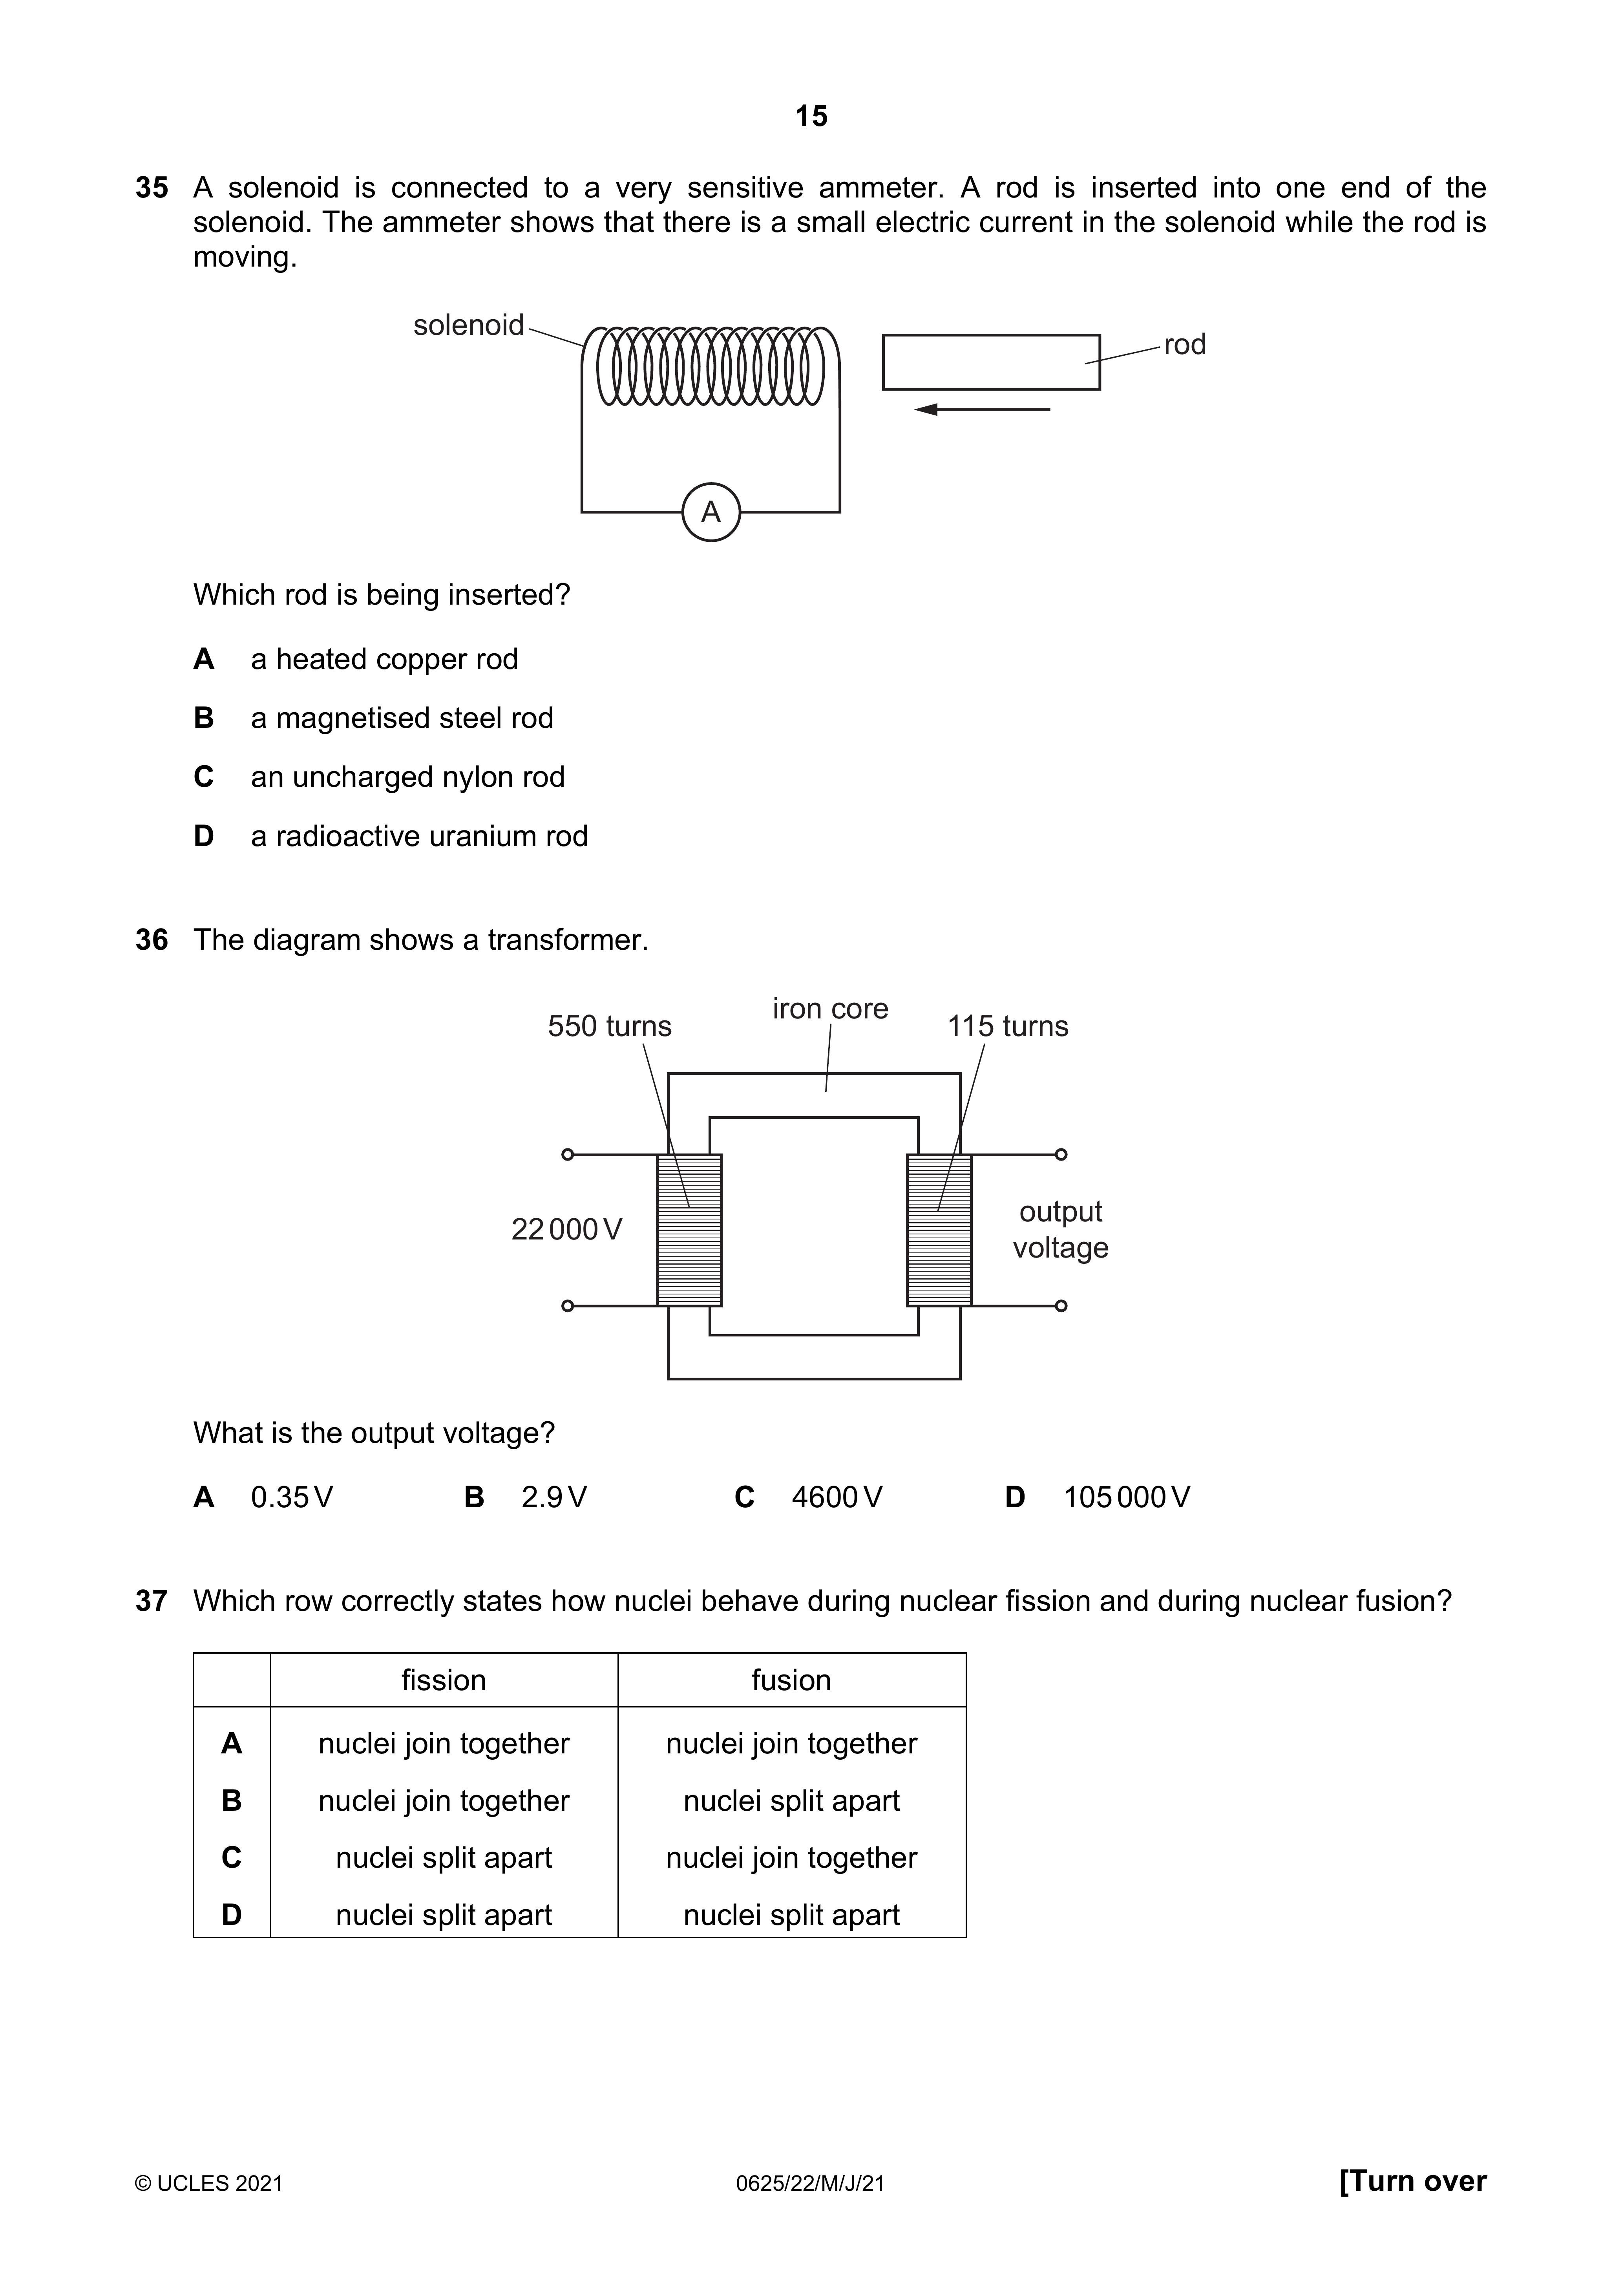 15
35 A solenoid is connected to a very sensitive ammeter. A rod is inserted into one end of the
solenoid. The ammeter shows that there is a small electric current in the solenoid while the rod is
moving.
solenoid
rod
A
Which rod is being inserted?
A a heated copper rod
B a magnetised steel rod
C an uncharged nylon rod
D a radioactive uranium rod
36 The diagram shows a transformer.
550 turns iron core 115 turns
22 000 V
output
voltage
What is the output voltage?
A 0.35 V B 2.9 V C 4600 V D 105 000 V
37 Which row correctly states how nuclei behave during nuclear fission and during nuclear fusion?
fission fusion
A nuclei join together nuclei join together
B nuclei join together nuclei split apart
C nuclei split apart nuclei join together
D nuclei split apart nuclei split apart
© UCLES 2021 0625/22/M/J/21 [Turn over